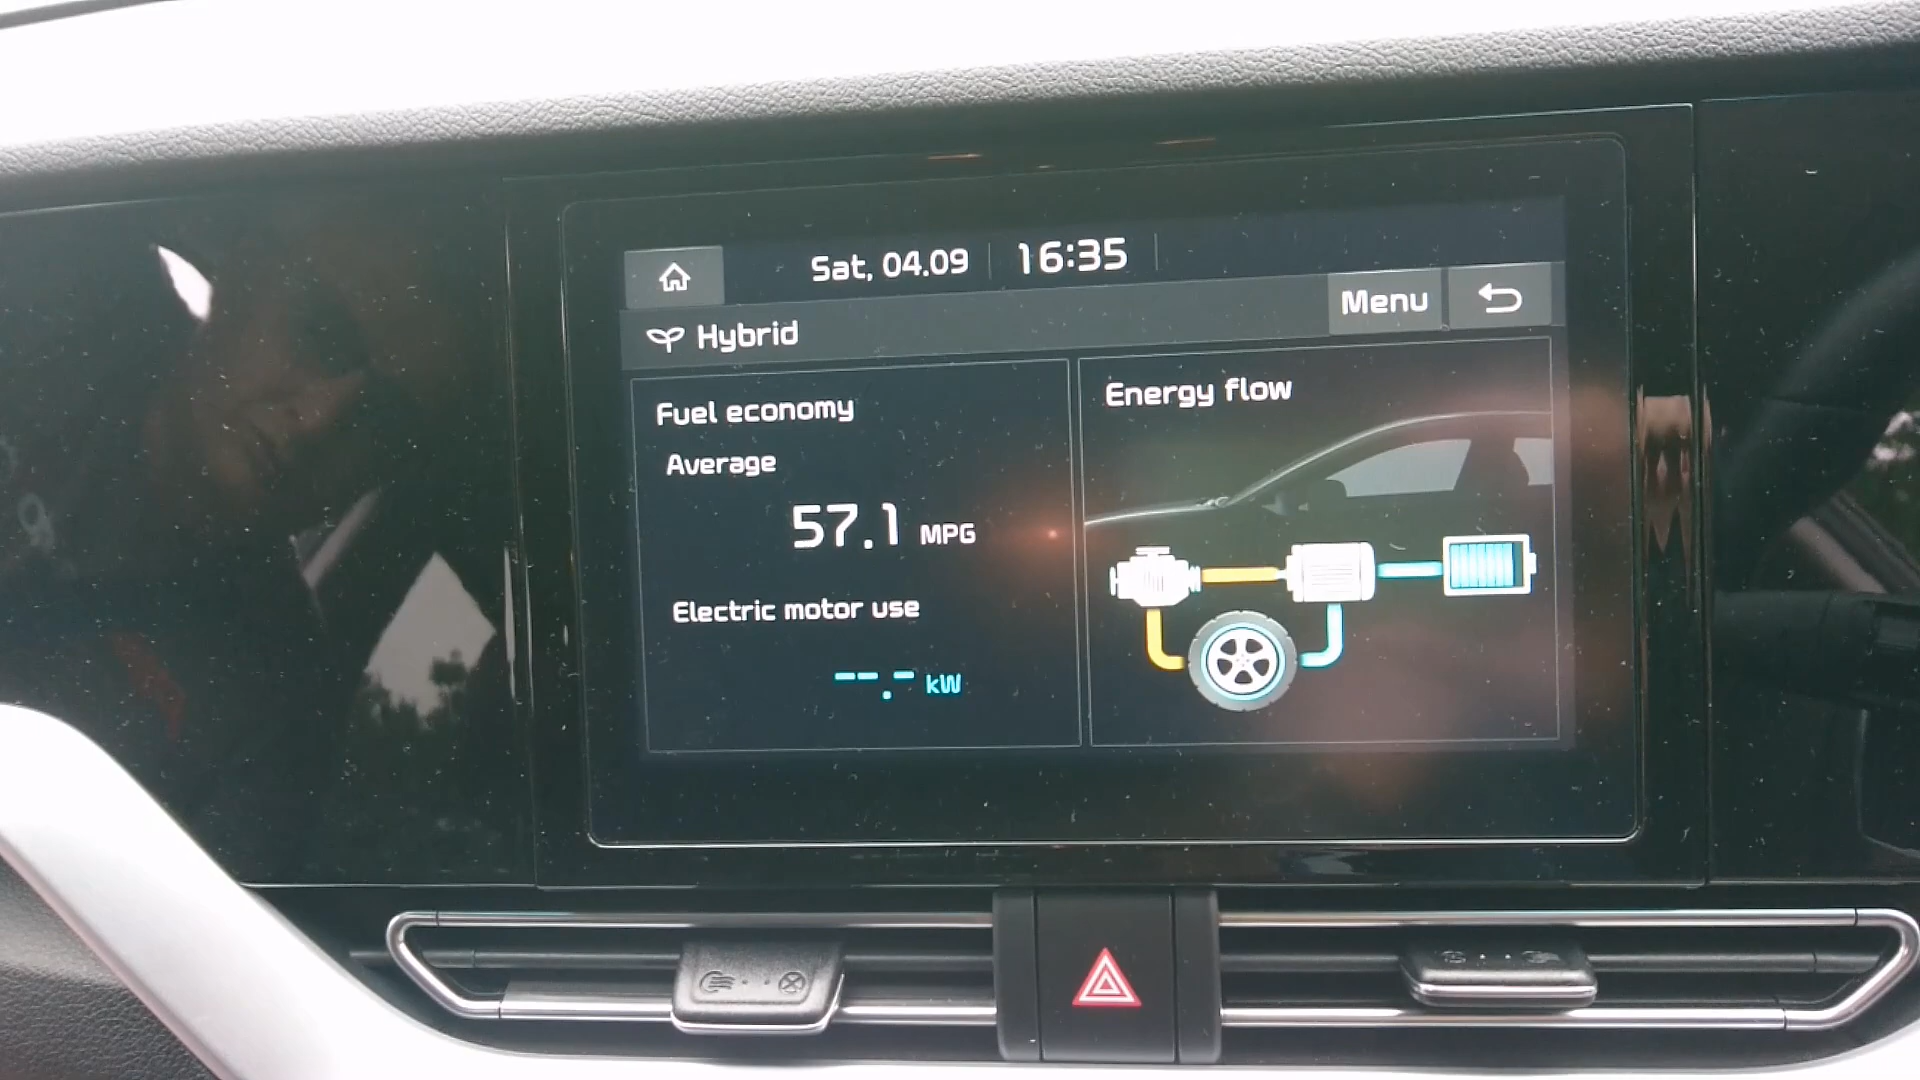 Sat, 04.09 16:35
Menu
Hybrid
Fuel economy
Average
57.1 MPG
Electric motor use
--.- kW
Energy flow